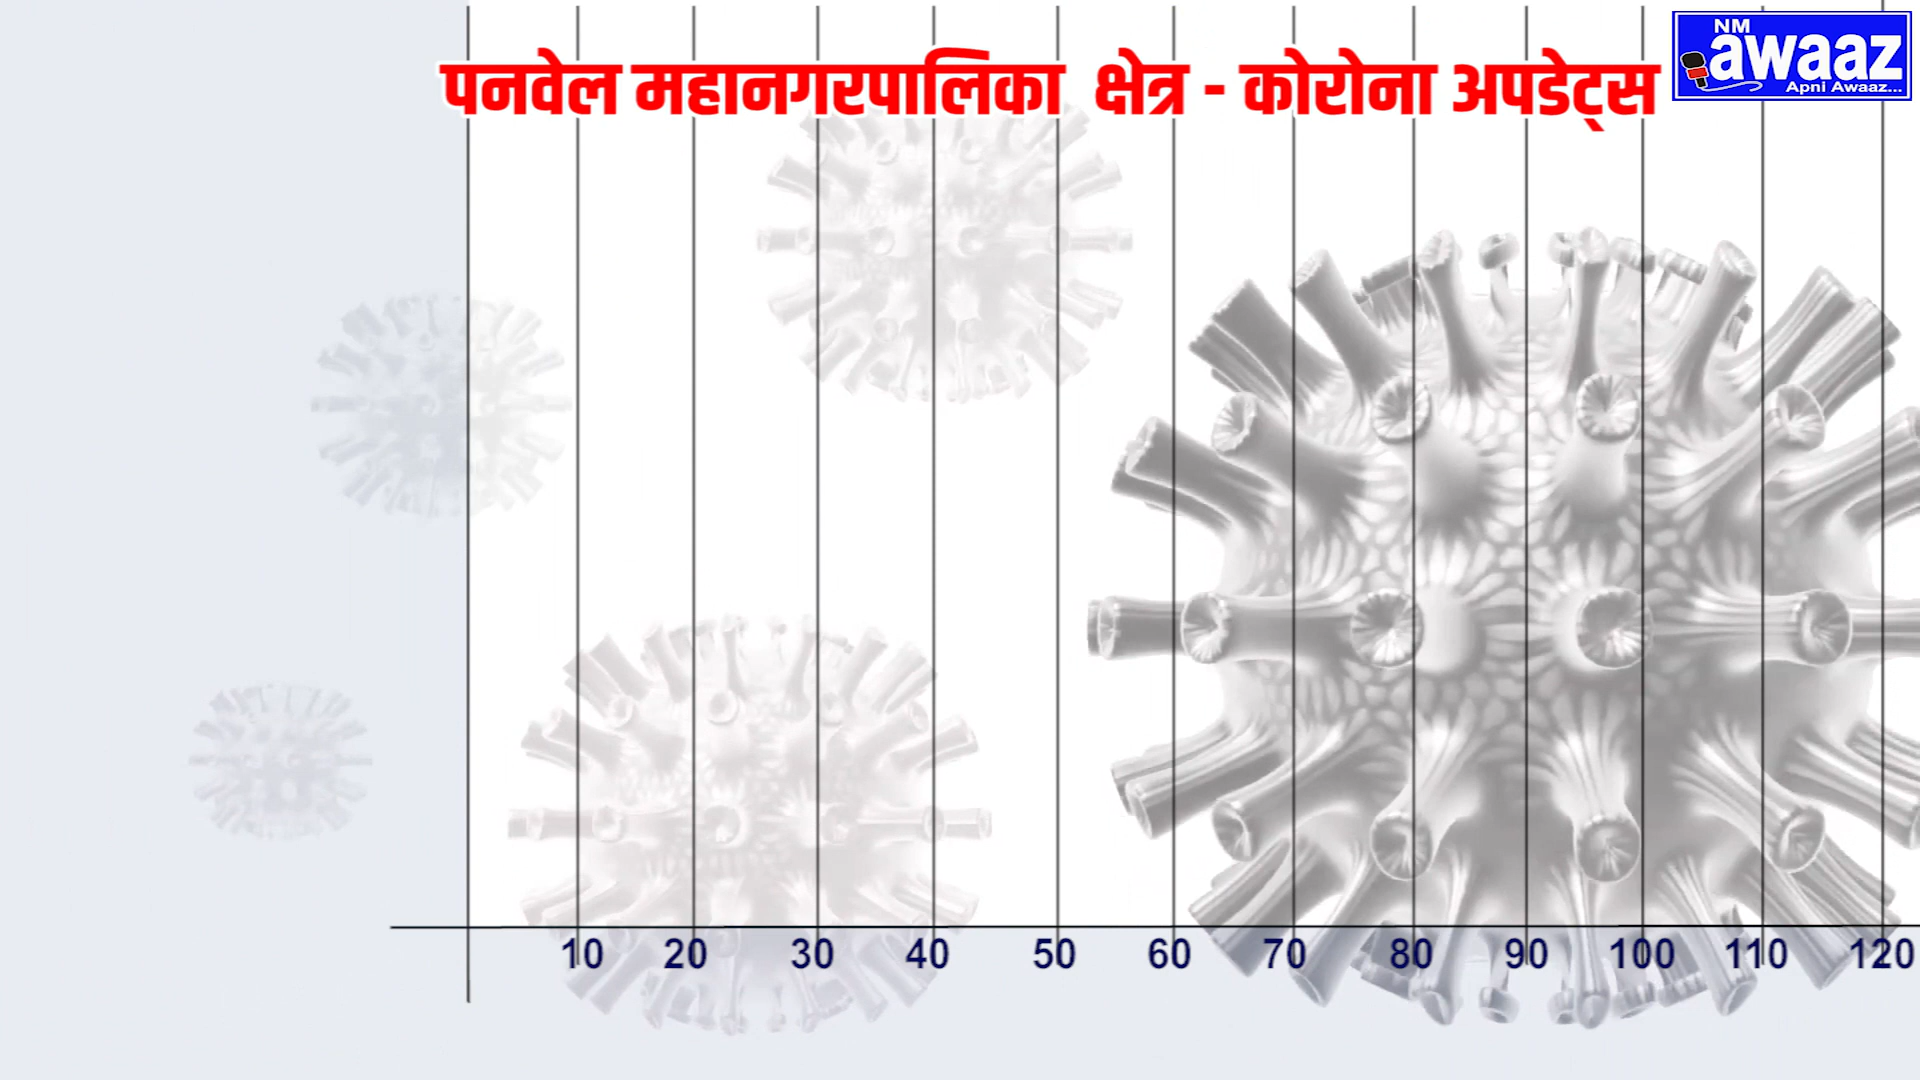 पनवेल महानगरपालिका क्षेत्र - कोरोना अपडेट्स
NM
awaaz
Apni Awaaz...
10 20 30 40 50 60 70 80 90 100 110 120